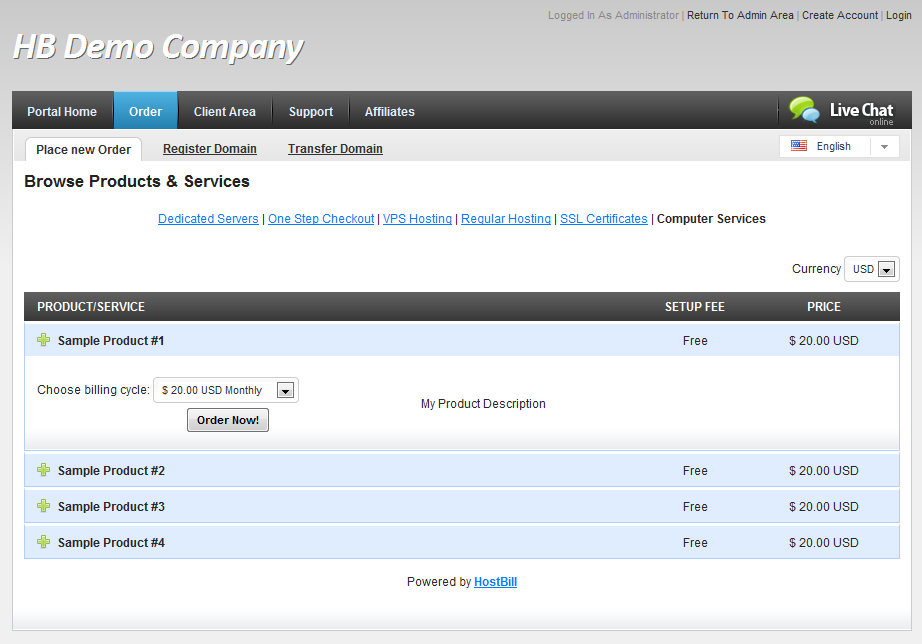 Logged In As Administrator | Return To Admin Area | Create Account | Login
HB Demo Company
Portal Home Order Client Area Support Affiliates Live Chat
online
Place new Order Register Domain Transfer Domain English
Browse Products & Services
Dedicated Servers | One Step Checkout | VPS Hosting | Regular Hosting | SSL Certificates | Computer Services
Currency USD
PRODUCT/SERVICE SETUP FEE PRICE
Sample Product #1 Free $ 20.00 USD
Choose billing cycle: $ 20.00 USD Monthly
My Product Description
Order Now!
Sample Product #2 Free $ 20.00 USD
Sample Product #3 Free $ 20.00 USD
Sample Product #4 Free $ 20.00 USD
Powered by HostBill